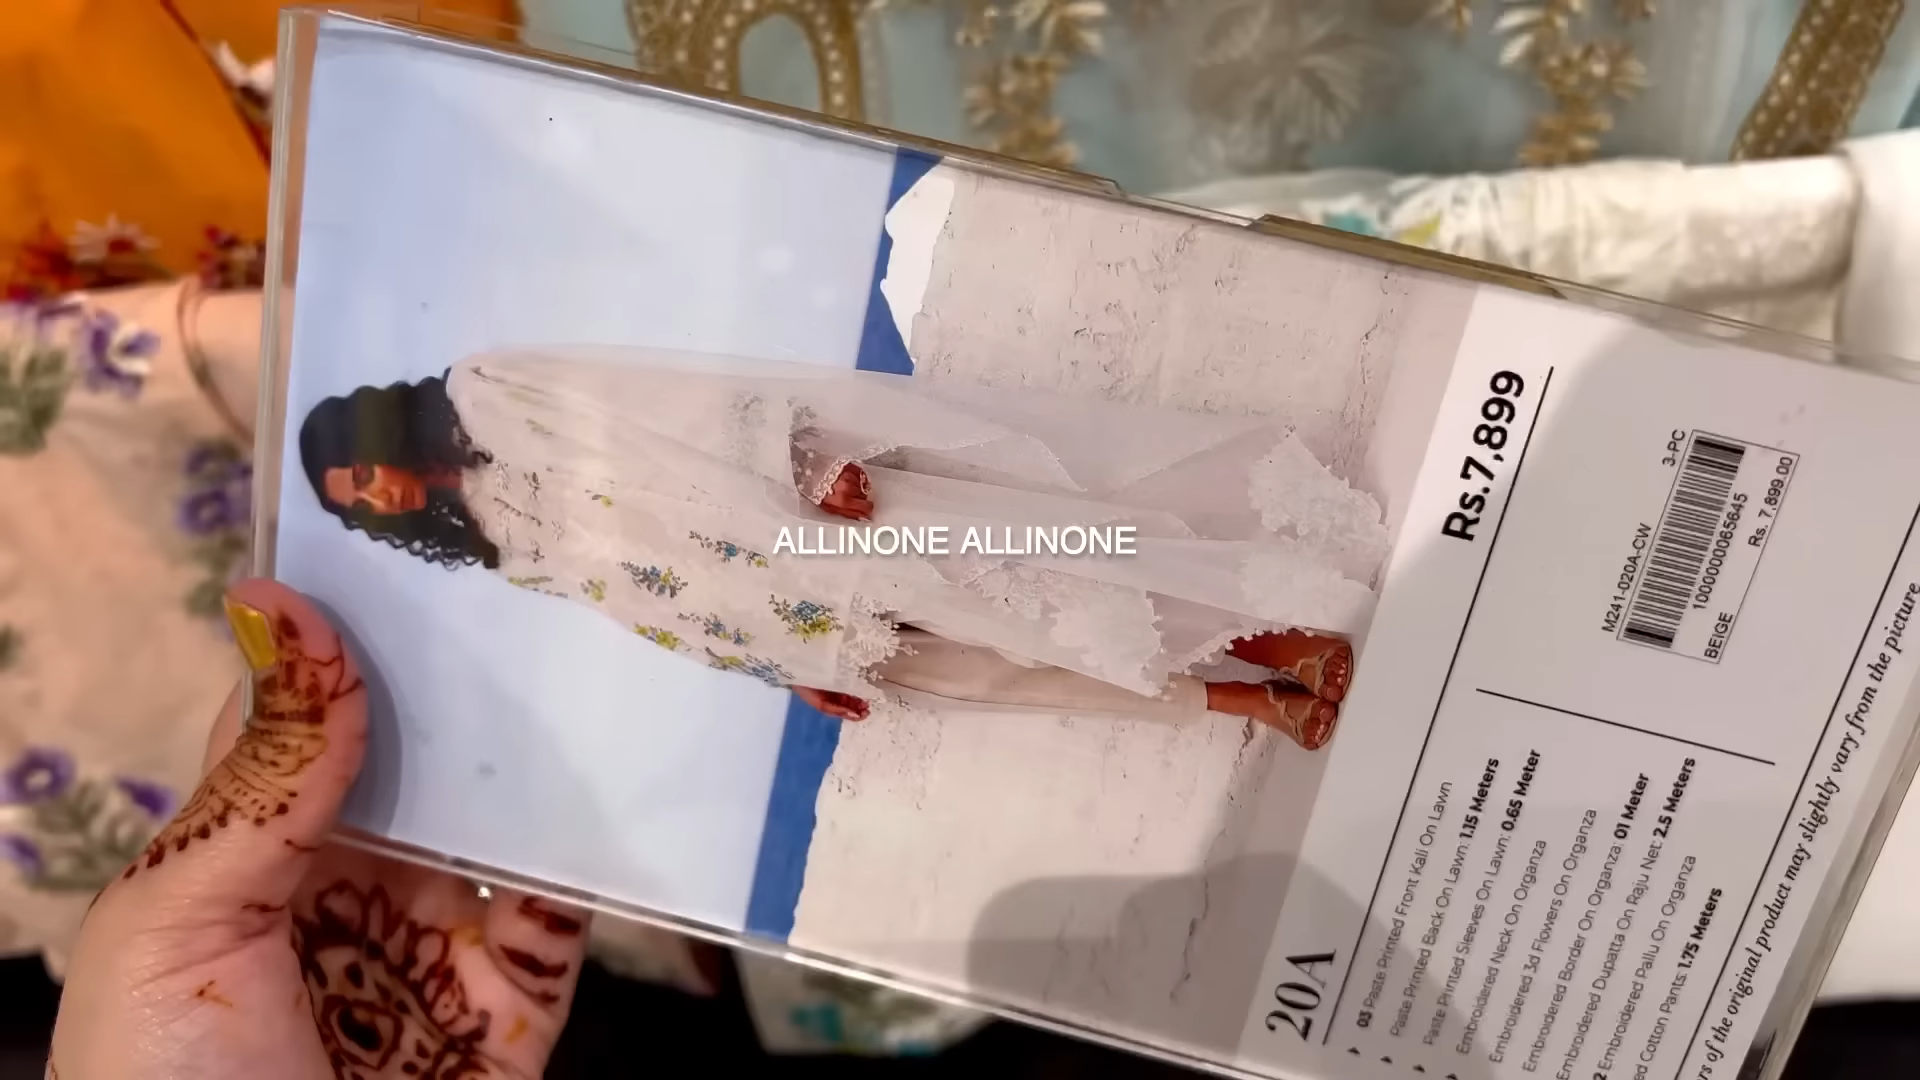 ALLINONE ALLINONE
Rs.7,899
3-PC
M241-020A-CW
1000000065645
BEIGE
Rs. 7,899.00
20A
03 Paste Printed Front Kali On Lawn
Paste Printed Back On Lawn: 1.15 Meters
Paste Printed Sleeves On Lawn: 0.65 Meter
Embroidered Neck On Organza
Embroidered 3d Flowers On Organza
Embroidered Border On Organza: 01 Meter
Embroidered Dupatta On Raju Net: 2.5 Meters
2 Embroidered Pallu On Organza
ed Cotton Pants: 1.75 Meters
rs of the original product may slightly vary from the picture